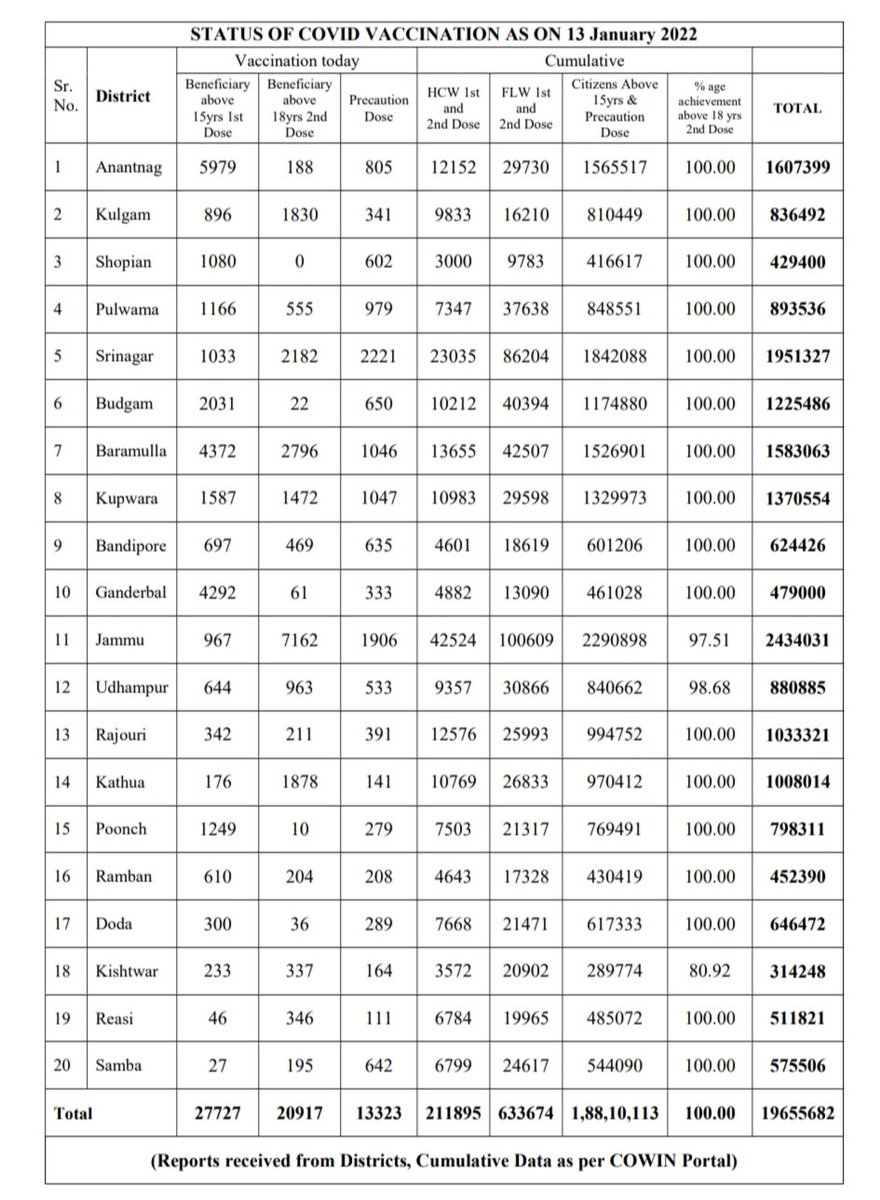 STATUS OF COVID VACCINATION AS ON 13 January 2022
Sr. No. District Vaccination today Cumulative
Beneficiary above 15yrs 1st Dose Beneficiary above 18yrs 2nd Dose Precaution Dose HCW 1st and 2nd Dose FLW 1st and 2nd Dose Citizens Above 15yrs & Precaution Dose % age achievement above 18 yrs 2nd Dose TOTAL
1 Anantnag 5979 188 805 12152 29730 1565517 100.00 1607399
2 Kulgam 896 1830 341 9833 16210 810449 100.00 836492
3 Shopian 1080 0 602 3000 9783 416617 100.00 429400
4 Pulwama 1166 555 979 7347 37638 848551 100.00 893536
5 Srinagar 1033 2182 2221 23035 86204 1842088 100.00 1951327
6 Budgam 2031 22 650 10212 40394 1174880 100.00 1225486
7 Baramulla 4372 2796 1046 13655 42507 1526901 100.00 1583063
8 Kupwara 1587 1472 1047 10983 29598 1329973 100.00 1370554
9 Bandipore 697 469 635 4601 18619 601206 100.00 624426
10 Ganderbal 4292 61 333 4882 13090 461028 100.00 479000
11 Jammu 967 7162 1906 42524 100609 2290898 97.51 2434031
12 Udhampur 644 963 533 9357 30866 840662 98.68 880885
13 Rajouri 342 211 391 12576 25993 994752 100.00 1033321
14 Kathua 176 1878 141 10769 26833 970412 100.00 1008014
15 Poonch 1249 10 279 7503 21317 769491 100.00 798311
16 Ramban 610 204 208 4643 17328 430419 100.00 452390
17 Doda 300 36 289 7668 21471 617333 100.00 646472
18 Kishtwar 233 337 164 3572 20902 289774 80.92 314248
19 Reasi 46 346 111 6784 19965 485072 100.00 511821
20 Samba 27 195 642 6799 24617 544090 100.00 575506
Total 27727 20917 13323 211895 633674 1,88,10,113 100.00 19655682
(Reports received from Districts, Cumulative Data as per COWIN Portal)